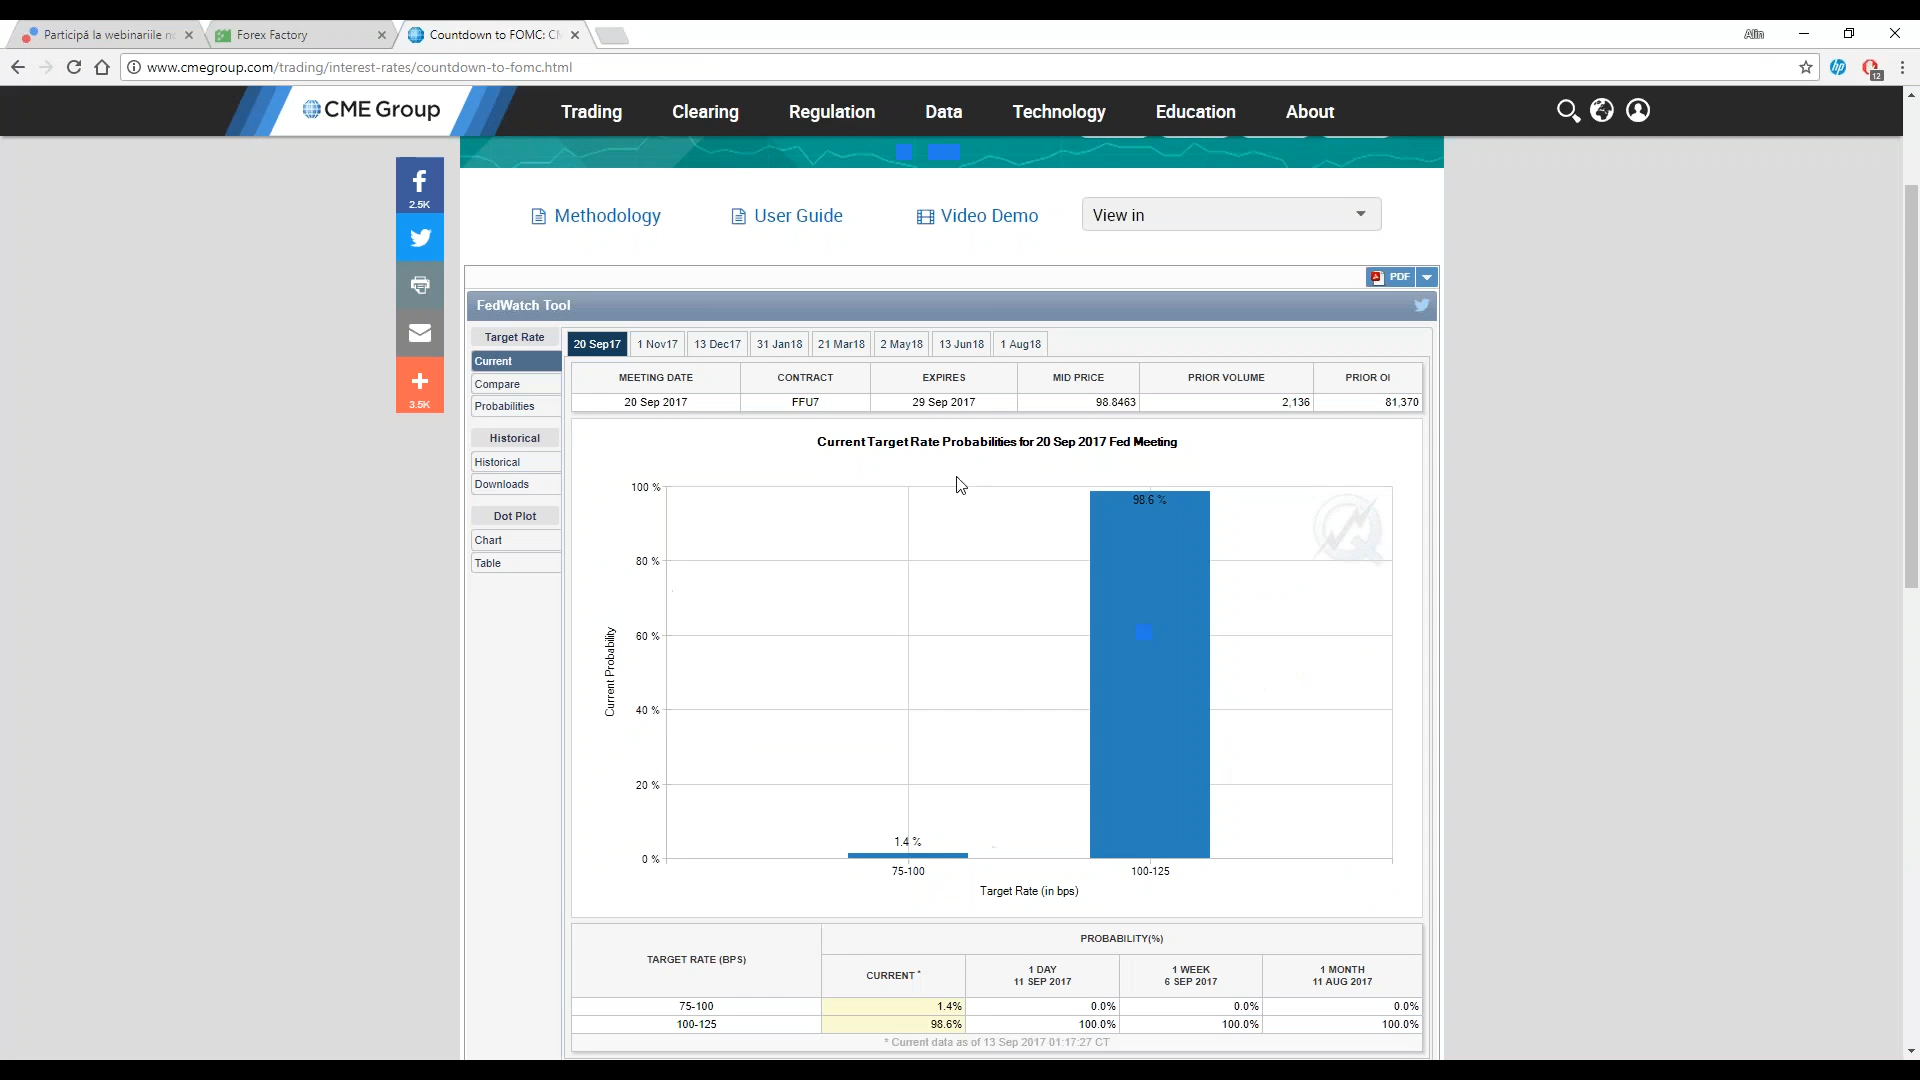 Participă la webinariile
Forex Factory
Countdown to FOMC:
Alin
www.cmegroup.com/trading/interest-rates/countdown-to-fomc.html
hp
12
CME Group
Trading
Clearing
Regulation
Data
Technology
Education
About
2.5K
3.5K
Methodology
User Guide
Video Demo
View in
PDF
FedWatch Tool
Target Rate
Current
Compare
Probabilities
Historical
Historical
Downloads
Dot Plot
Chart
Table
20 Sep17 1 Nov17 13 Dec17 31 Jan18 21 Mar18 2 May18 13 Jun18 1 Aug18
MEETING DATE CONTRACT EXPIRES MID PRICE PRIOR VOLUME PRIOR OI
20 Sep 2017 FFU7 29 Sep 2017 98.8463 2,136 81,370
Current Target Rate Probabilities for 20 Sep 2017 Fed Meeting
100 %
98.6 %
80 %
60 %
Current Probability
40 %
20 %
1.4 %
0 %
75-100 100-125
Target Rate (in bps)
TARGET RATE (BPS)
PROBABILITY(%)
CURRENT *
1 DAY
11 SEP 2017
1 WEEK
6 SEP 2017
1 MONTH
11 AUG 2017
75-100 1.4% 0.0% 0.0% 0.0%
100-125 98.6% 100.0% 100.0% 100.0%
* Current data as of 13 Sep 2017 01:17:27 CT